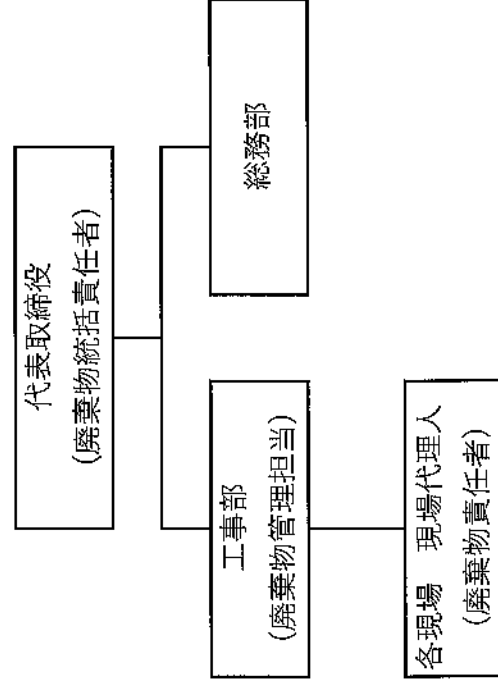 代表取締役
(廃棄物統括責任者)
工事部
(廃棄物管理担当)
総務部
各現場　現場代理人
(廃棄物責任者)